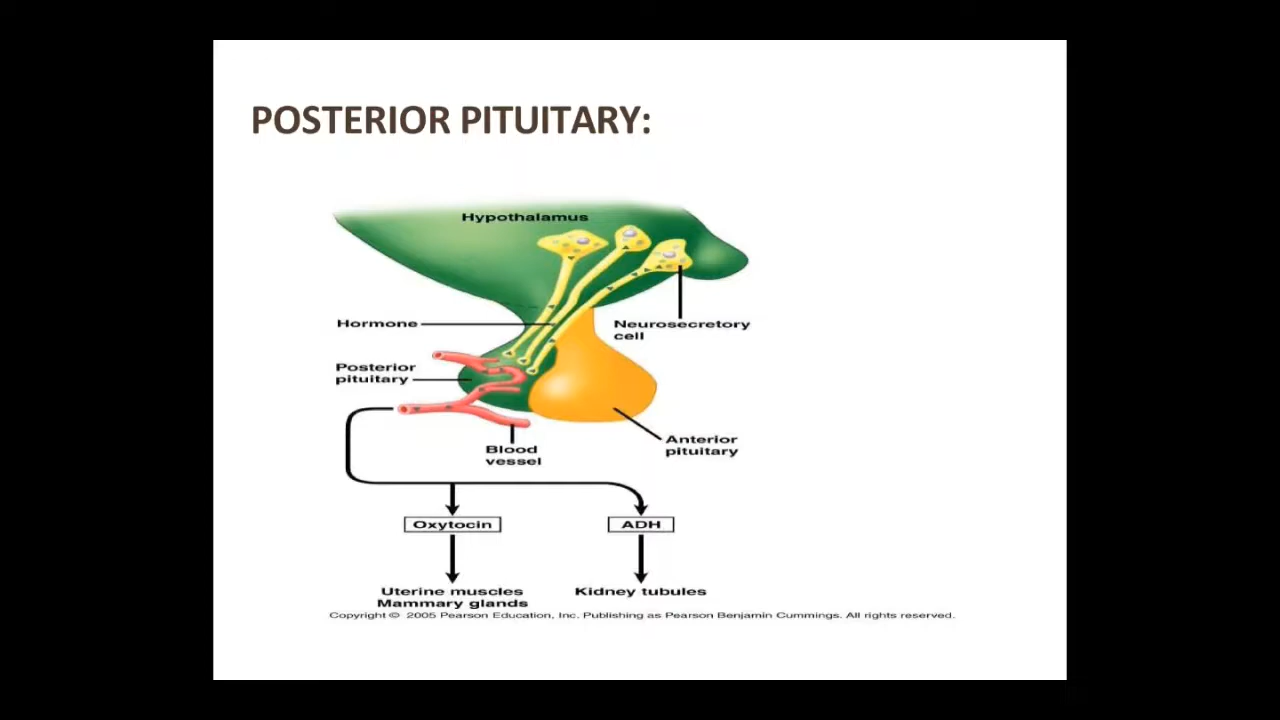 POSTERIOR PITUITARY:
Hypothalamus
Hormone
Neurosecretory
cell
Posterior
pituitary
Anterior
pituitary
Blood
vessel
Oxytocin
ADH
Uterine muscles
Mammary glands
Kidney tubules
Copyright © 2005 Pearson Education, Inc. Publishing as Pearson Benjamin Cummings. All rights reserved.